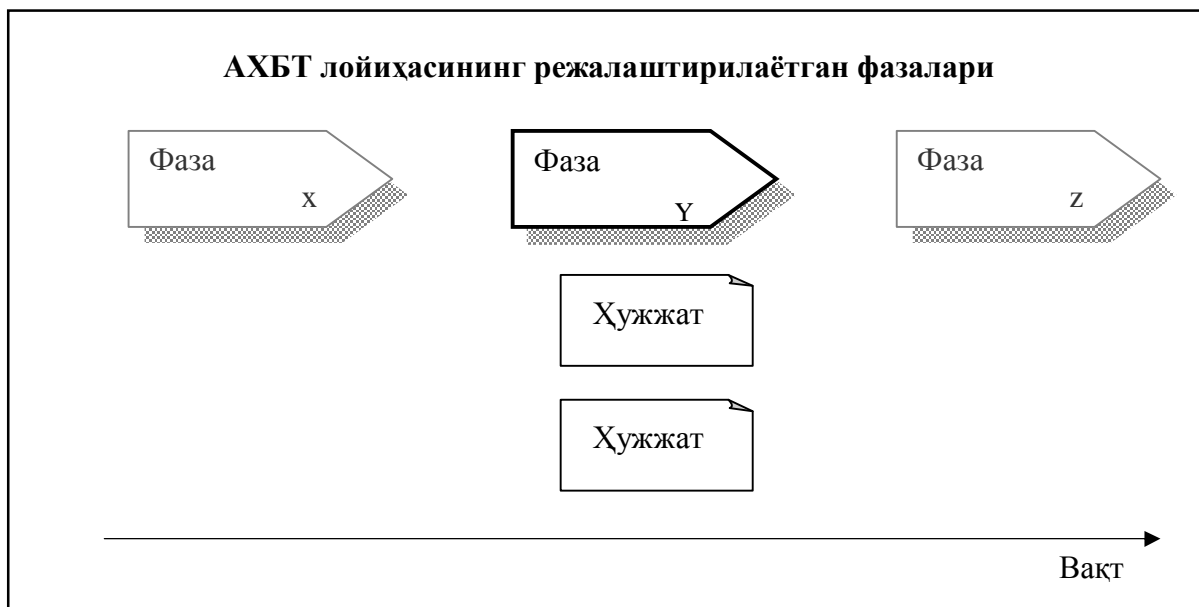 АХБТ лойиҳасининг режалаштирилаётган фазалари
Фаза
x
Фаза
Y
Фаза
z
Ҳужжат
Ҳужжат
Вақт